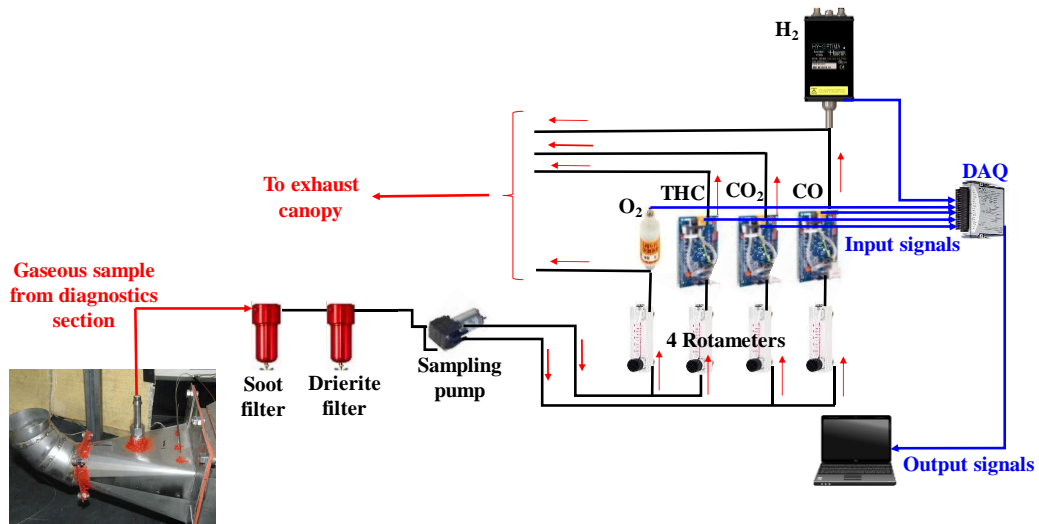 H2
To exhaust
canopy
THC
CO2
CO
O2
DAQ
Input signals
Gaseous sample
from diagnostics
section
4 Rotameters
Sampling
pump
Soot
filter
Drierite
filter
Output signals